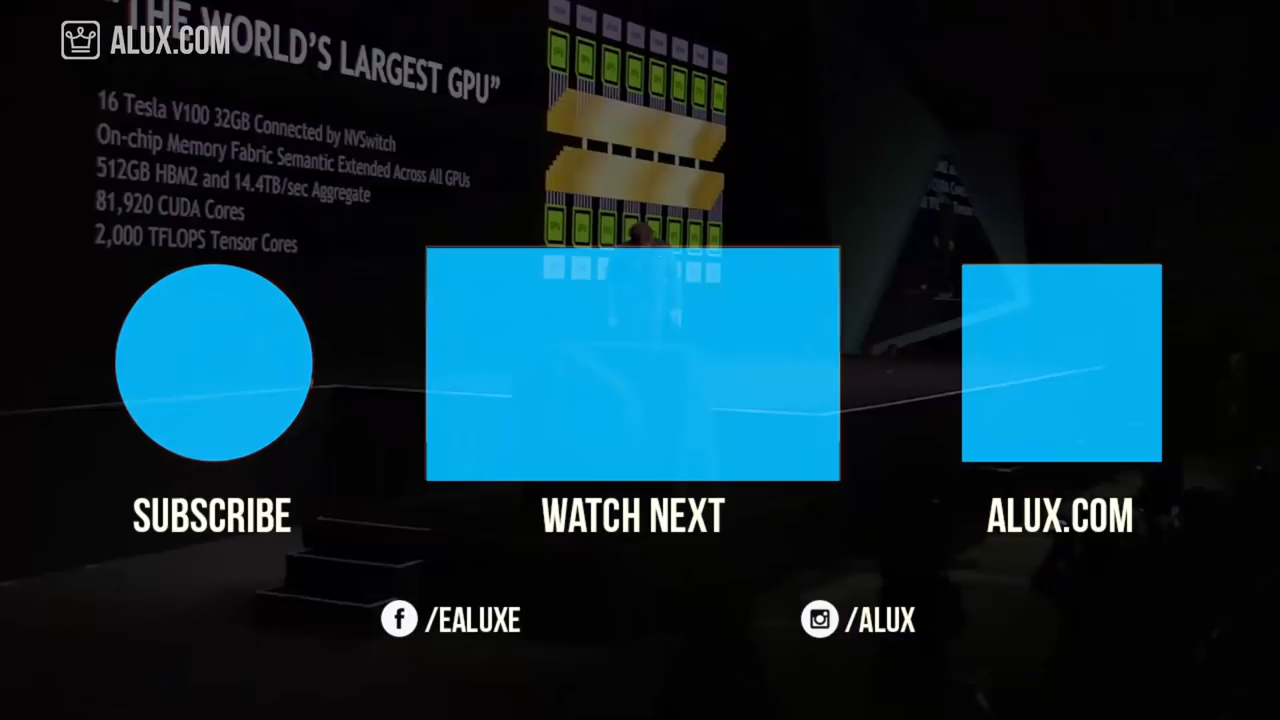 "THE WORLD'S LARGEST GPU"
ALUX.COM
16 Tesla V100 32GB Connected by NVSwitch
On-chip Memory Fabric Semantic Extended Across All GPUs
512GB HBM2 and 14.4TB/sec Aggregate
81,920 CUDA Cores
2,000 TFLOPS Tensor Cores
SUBSCRIBE
WATCH NEXT
ALUX.COM
/EALUXE
/ALUX